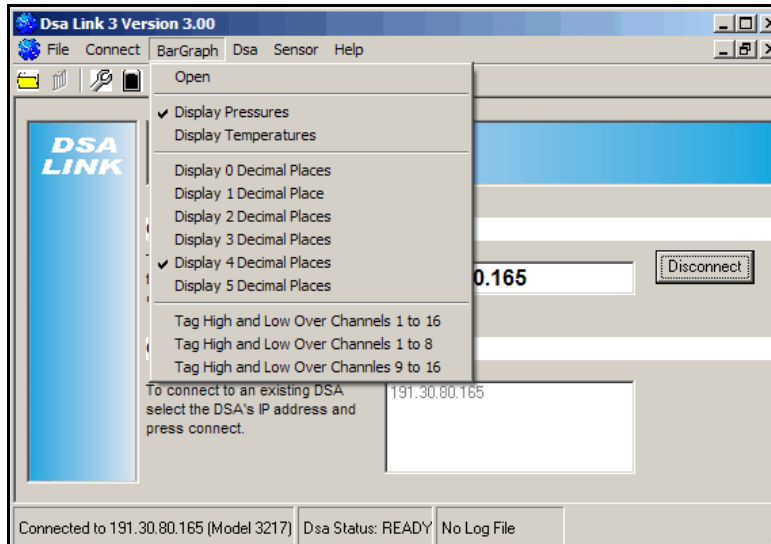 Dsa Link 3 Version 3.00
File Connect BarGraph Dsa Sensor Help
Open
Display Pressures
Display Temperatures
Display 0 Decimal Places
Display 1 Decimal Place
Display 2 Decimal Places
Display 3 Decimal Places
Display 4 Decimal Places
Display 5 Decimal Places
Tag High and Low Over Channels 1 to 16
Tag High and Low Over Channels 1 to 8
Tag High and Low Over Channles 9 to 16
DSA
LINK
0.165
Disconnect
To connect to an existing DSA
select the DSA's IP address and
press connect.
191.30.80.165
Connected to 191.30.80.165 (Model 3217) Dsa Status: READY No Log File